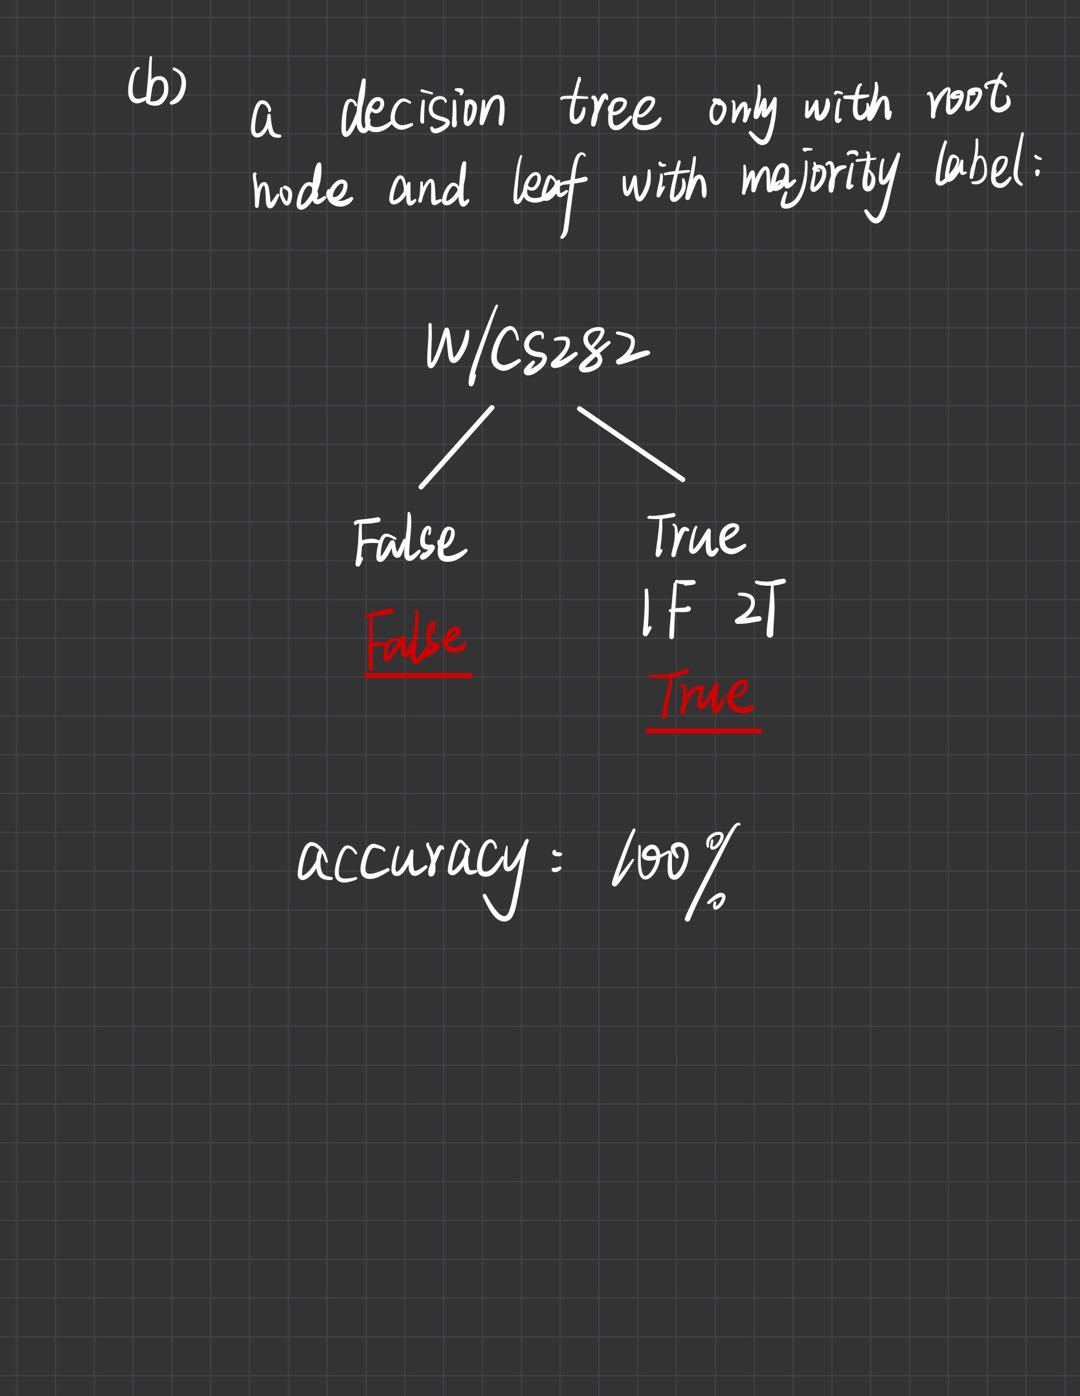 (b) a decision tree only with root
node and leaf with majority label:
W/CS282
False True
1F 2T
False
True
accuracy: 100%